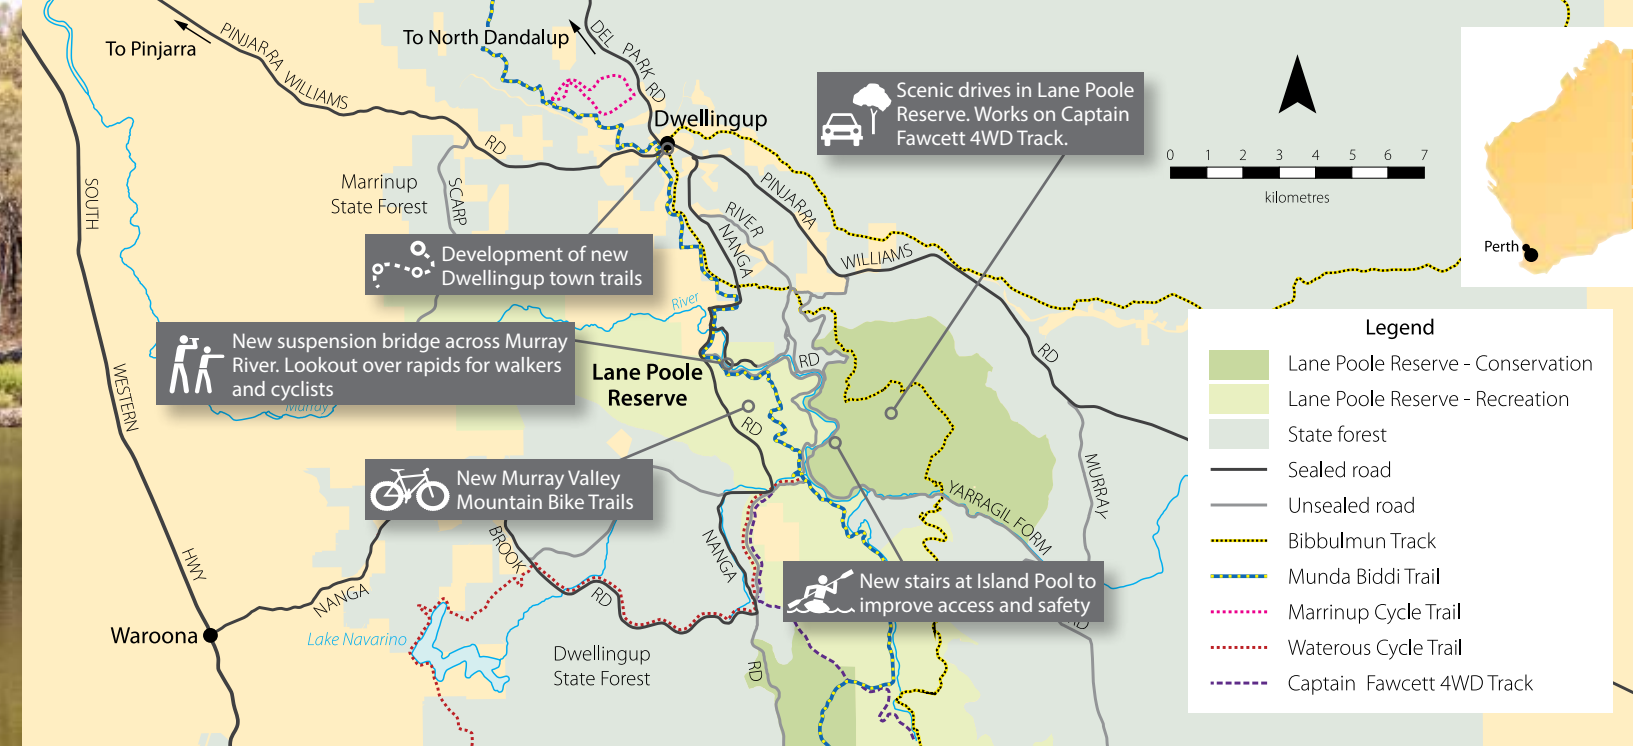 To Pinjarra
PINJARRA WILLIAMS
RD
To North Dandalup
DEL PARK RD
Dwellingup
Scenic drives in Lane Poole
Reserve. Works on Captain
Fawcett 4WD Track.
0 1 2 3 4 5 6 7
kilometres
Perth
SOUTH
WESTERN
HWY
Marrinup
State Forest
SCARP
RIVER
NANGA
PINJARRA
WILLIAMS
RD
Development of new
Dwellingup town trails
River
New suspension bridge across Murray
River. Lookout over rapids for walkers
and cyclists
Murray
Lane Poole
Reserve
RD
RD
New Murray Valley
Mountain Bike Trails
YARRAGIL FORM
MURRAY
RD
BROOK
RD
NANGA
NANGA
RD
New stairs at Island Pool to
improve access and safety
Waroona
Lake Navarino
Dwellingup
State Forest
Legend
Lane Poole Reserve - Conservation
Lane Poole Reserve - Recreation
State forest
Sealed road
Unsealed road
Bibbulmun Track
Munda Biddi Trail
Marrinup Cycle Trail
Waterous Cycle Trail
Captain Fawcett 4WD Track